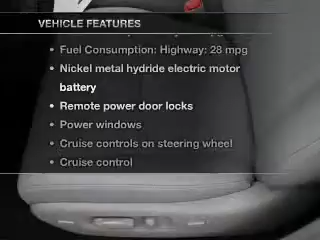 VEHICLE FEATURES
• Fuel Consumption: Highway: 28 mpg
• Nickel metal hydride electric motor
battery
• Remote power door locks
• Power windows
• Cruise controls on steering wheel
• Cruise control